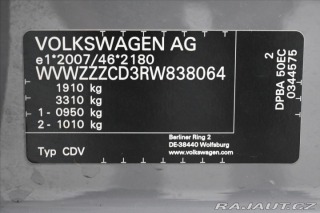 VOLKSWAGEN AG
e1*2007/46*2180
WVWZZZCD3RW838064
1910 kg
3310 kg
1 - 0950 kg
2 - 1010 kg
Typ CDV
Berliner Ring 2
DE-38440 Wolfsburg
www.volkswagen.com
2
DPBA 50EC
0344575
RAJAUT.CZ